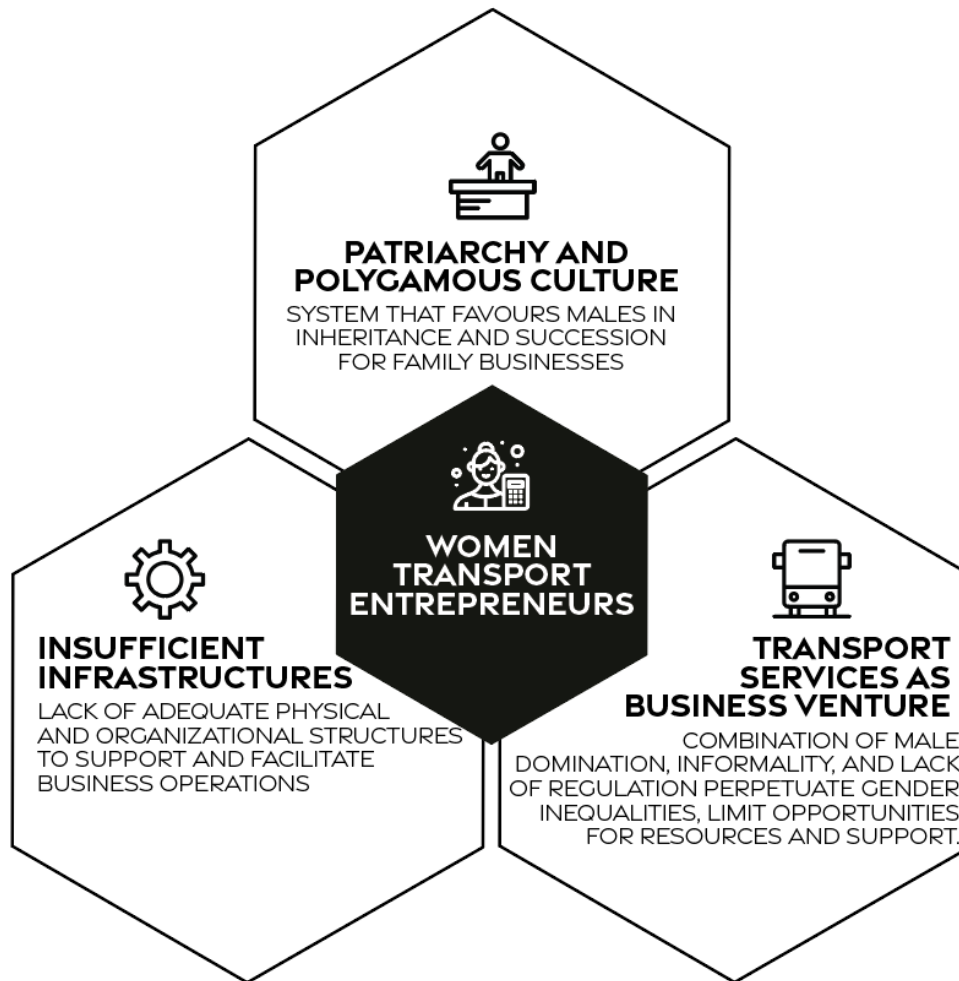 PATRIARCHY AND
POLYGAMOUS CULTURE
SYSTEM THAT FAVOURS MALES IN
INHERITANCE AND SUCCESSION
FOR FAMILY BUSINESSES
WOMEN
TRANSPORT
ENTREPRENEURS
INSUFFICIENT
INFRASTRUCTURES
LACK OF ADEQUATE PHYSICAL
AND ORGANIZATIONAL STRUCTURES
TO SUPPORT AND FACILITATE
BUSINESS OPERATIONS
TRANSPORT
SERVICES AS
BUSINESS VENTURE
COMBINATION OF MALE
DOMINATION, INFORMALITY, AND LACK
OF REGULATION PERPETUATE GENDER
INEQUALITIES, LIMIT OPPORTUNITIES
FOR RESOURCES AND SUPPORT.